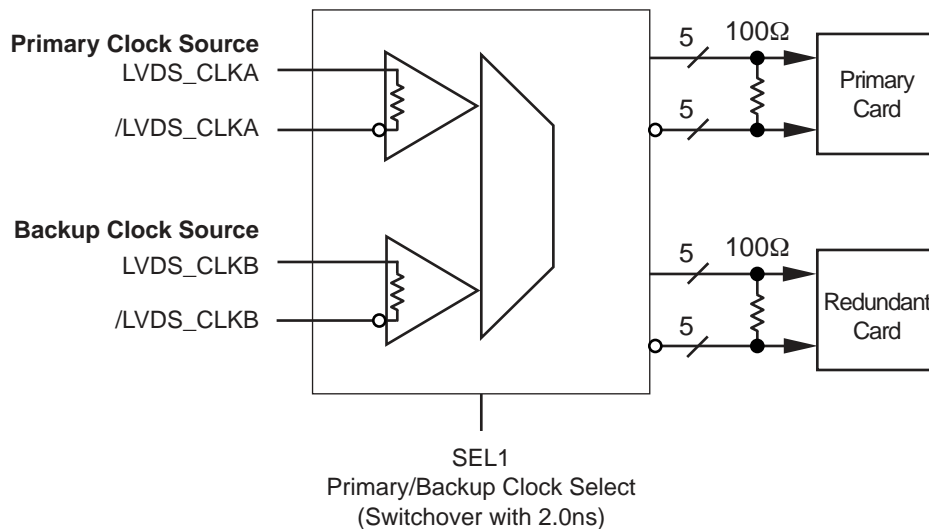 Primary Clock Source
LVDS_CLKA
/LVDS_CLKA
Backup Clock Source
LVDS_CLKB
/LVDS_CLKB
5
100Ω
5
Primary
Card
5
100Ω
5
Redundant
Card
SEL1
Primary/Backup Clock Select
(Switchover with 2.0ns)